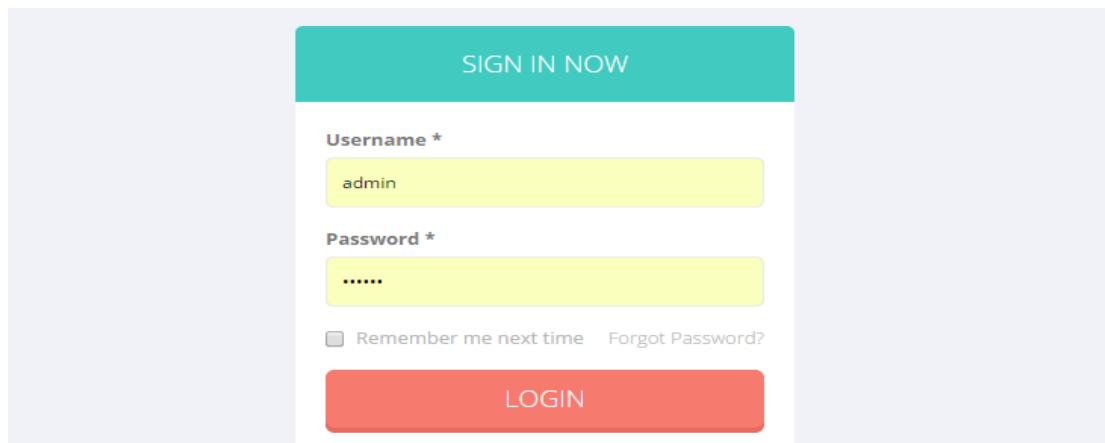 SIGN IN NOW
Username *
admin
Password *
••••••
Remember me next time Forgot Password?
LOGIN